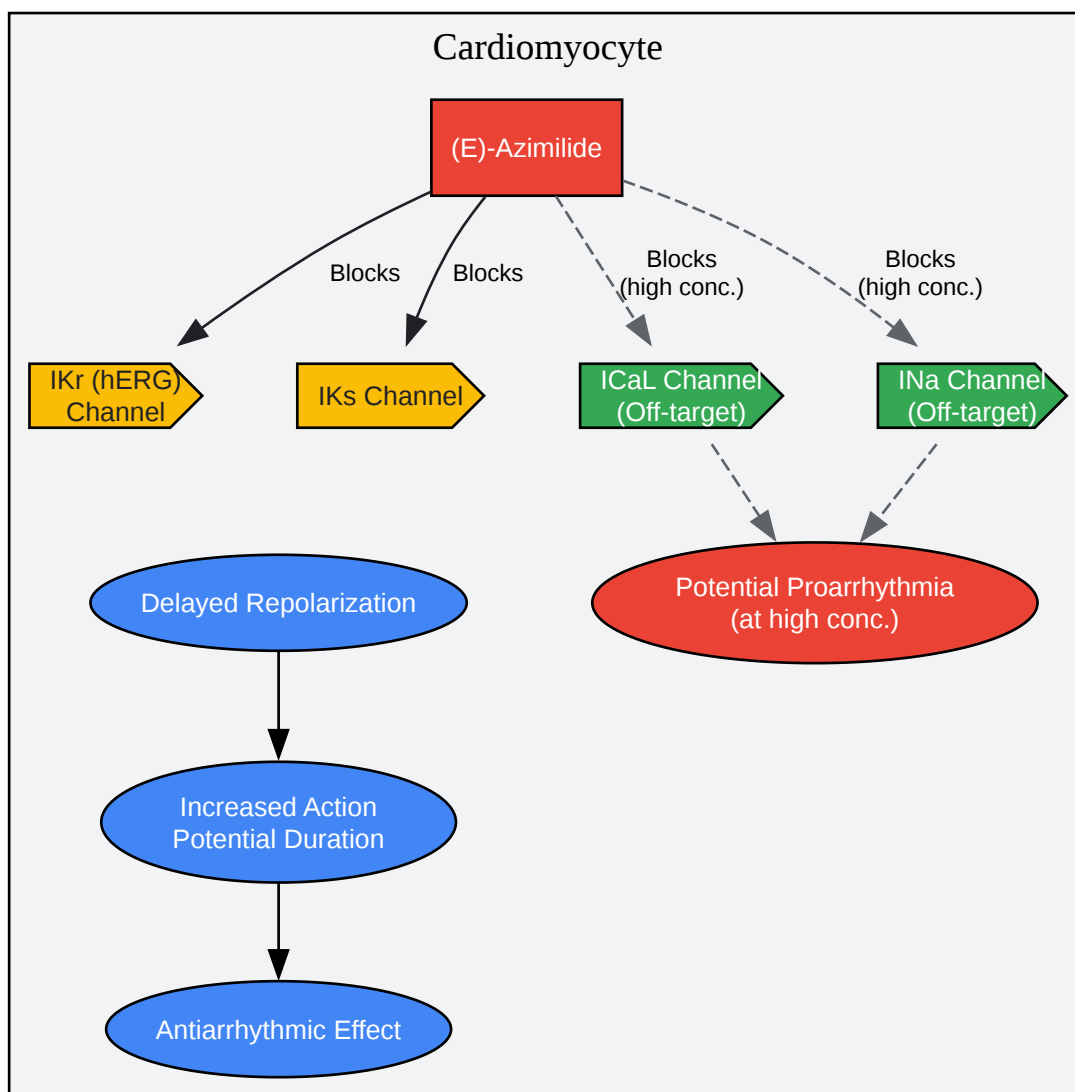 Cardiomyocyte
(E)-Azimilide
Blocks
Blocks
Blocks
(high conc.)
Blocks
(high conc.)
IKr (hERG)
Channel
IKs Channel
ICaL Channel
(Off-target)
INa Channel
(Off-target)
Delayed Repolarization
Potential Proarrhythmia
(at high conc.)
Increased Action
Potential Duration
Antiarrhythmic Effect